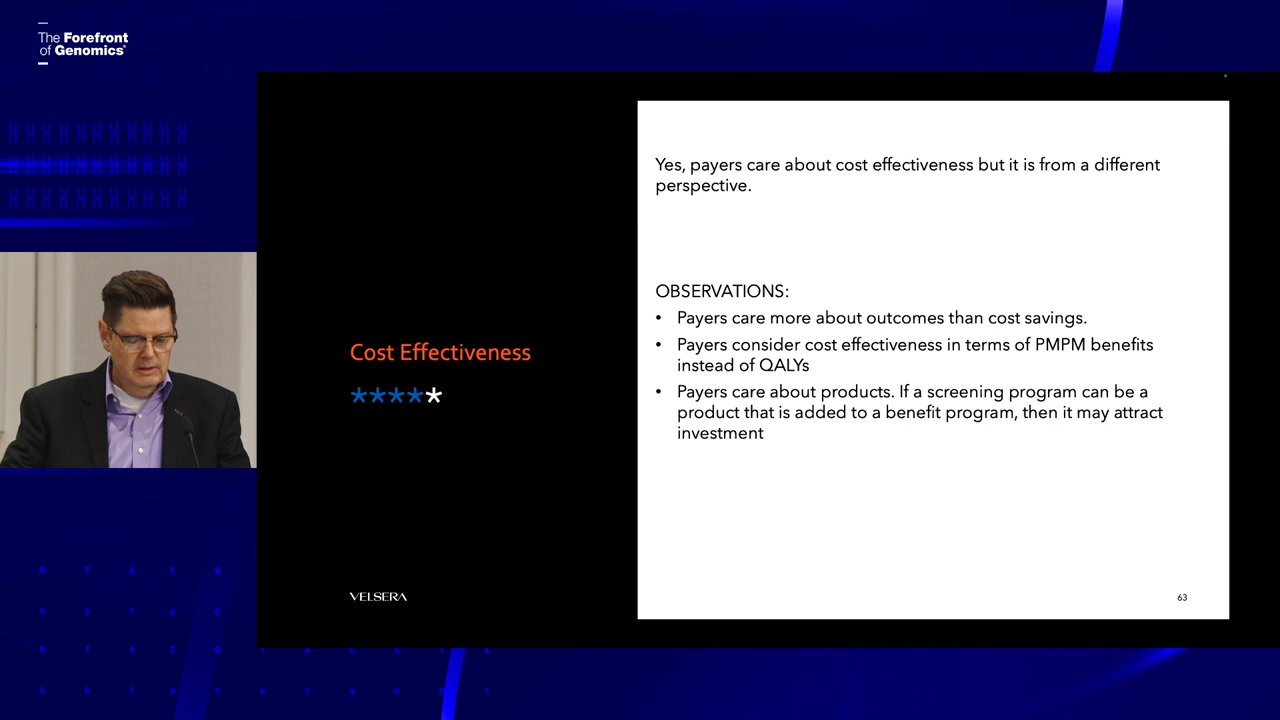 The Forefront
of Genomics®
Yes, payers care about cost effectiveness but it is from a different
perspective.
OBSERVATIONS:
• Payers care more about outcomes than cost savings.
• Payers consider cost effectiveness in terms of PMPM benefits
instead of QALYs
• Payers care about products. If a screening program can be a
product that is added to a benefit program, then it may attract
investment
Cost Effectiveness
*****
VELSERA
63